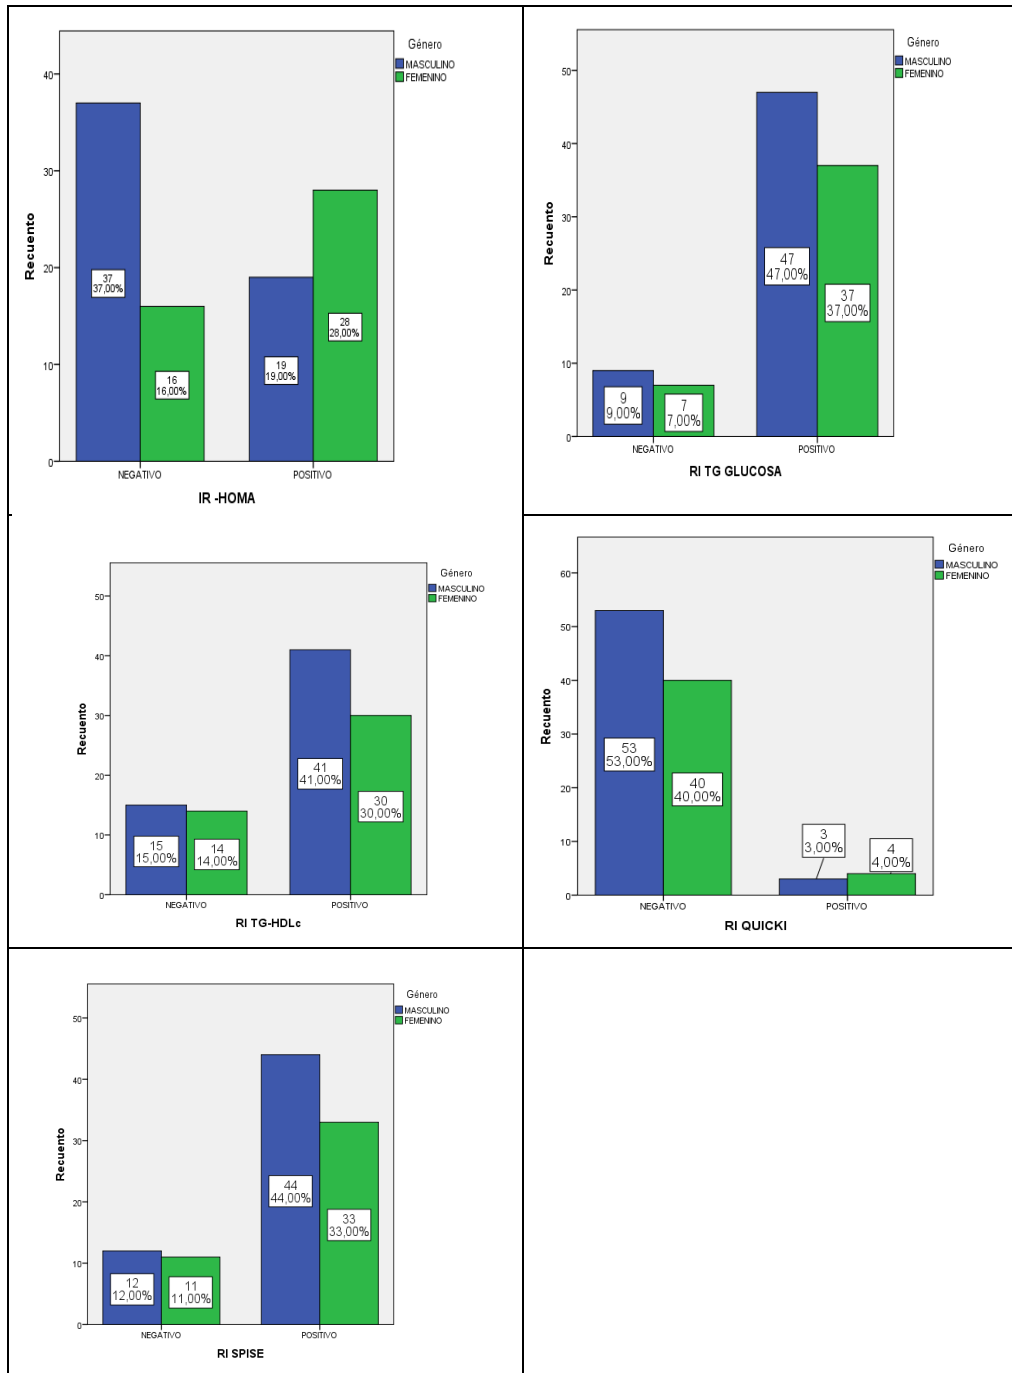 Género
MASCULINO
FEMENINO
Recuento
40
30
20
10
0
37
37,00%
16
16,00%
19
19,00%
28
28,00%
NEGATIVO
POSITIVO
IR -HOMA
Género
MASCULINO
FEMENINO
Recuento
50
40
30
20
10
0
9
9,00%
7
7,00%
47
47,00%
37
37,00%
NEGATIVO
POSITIVO
RI TG GLUCOSA
Género
MASCULINO
FEMENINO
Recuento
50
40
30
20
10
0
15
15,00%
14
14,00%
41
41,00%
30
30,00%
NEGATIVO
POSITIVO
RI TG-HDLc
Género
MASCULINO
FEMENINO
Recuento
60
50
40
30
20
10
0
53
53,00%
40
40,00%
3
3,00%
4
4,00%
NEGATIVO
POSITIVO
RI QUICKI
Género
MASCULINO
FEMENINO
Recuento
50
40
30
20
10
0
12
12,00%
11
11,00%
44
44,00%
33
33,00%
NEGATIVO
POSITIVO
RI SPISE